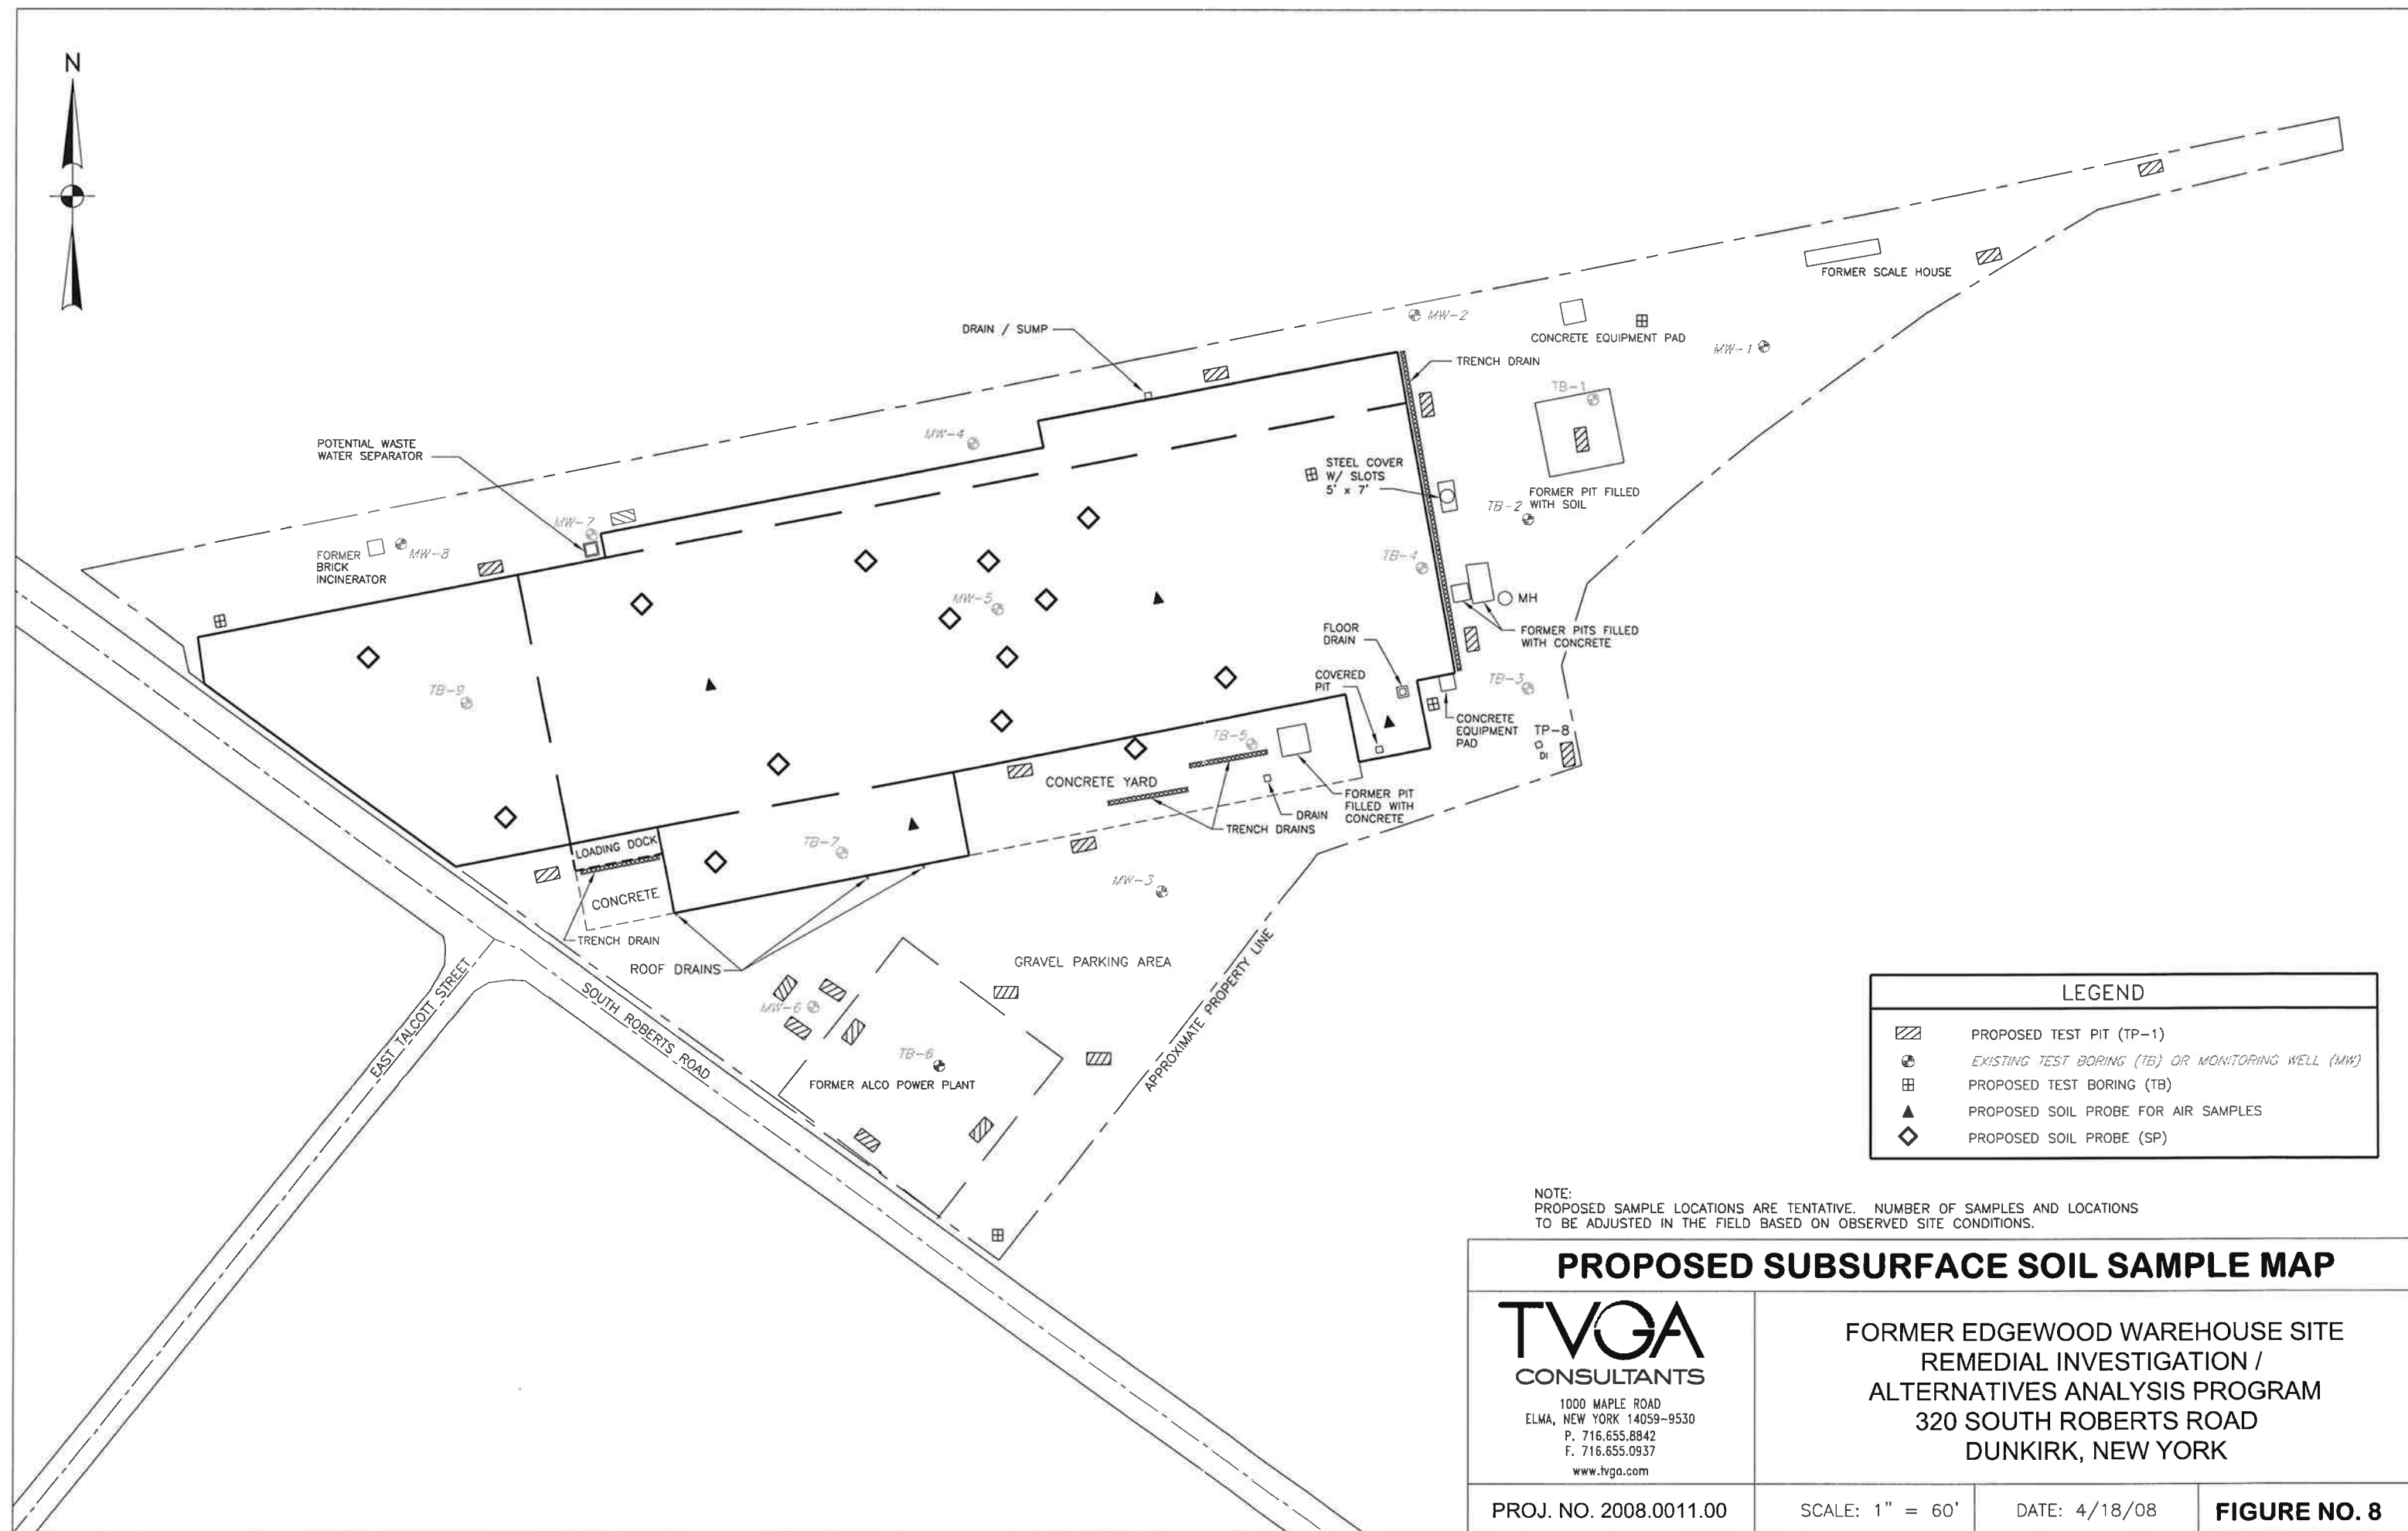 N
DRAIN / SUMP
POTENTIAL WASTE
WATER SEPARATOR
FORMER
BRICK
INCINERATOR
MW-8
MW-7
MW-4
MW-2
CONCRETE EQUIPMENT PAD
MW-1
FORMER SCALE HOUSE
TRENCH DRAIN
TB-1
STEEL COVER
W/ SLOTS
5' x 7'
FORMER PIT FILLED
WITH SOIL
TB-2
TB-4
MH
FORMER PITS FILLED
WITH CONCRETE
MW-5
FLOOR
DRAIN
COVERED
PIT
TB-3
CONCRETE
EQUIPMENT
PAD
TP-8
DI
TB-9
TB-5
CONCRETE YARD
FORMER PIT
FILLED WITH
CONCRETE
DRAIN
TRENCH DRAINS
TB-7
LOADING DOCK
CONCRETE
TRENCH DRAIN
ROOF DRAINS
MW-3
GRAVEL PARKING AREA
MW-6
TB-6
FORMER ALCO POWER PLANT
APPROXIMATE PROPERTY LINE
EAST TALCOTT STREET
SOUTH ROBERTS ROAD
LEGEND
PROPOSED TEST PIT (TP-1)
EXISTING TEST BORING (TB) OR MONITORING WELL (MW)
PROPOSED TEST BORING (TB)
PROPOSED SOIL PROBE FOR AIR SAMPLES
PROPOSED SOIL PROBE (SP)
NOTE:
PROPOSED SAMPLE LOCATIONS ARE TENTATIVE. NUMBER OF SAMPLES AND LOCATIONS
TO BE ADJUSTED IN THE FIELD BASED ON OBSERVED SITE CONDITIONS.
PROPOSED SUBSURFACE SOIL SAMPLE MAP
TVGA
CONSULTANTS
1000 MAPLE ROAD
ELMA, NEW YORK 14059-9530
P. 716.655.8842
F. 716.655.0937
www.tvga.com
FORMER EDGEWOOD WAREHOUSE SITE
REMEDIAL INVESTIGATION /
ALTERNATIVES ANALYSIS PROGRAM
320 SOUTH ROBERTS ROAD
DUNKIRK, NEW YORK
PROJ. NO. 2008.0011.00
SCALE: 1" = 60'
DATE: 4/18/08
FIGURE NO. 8